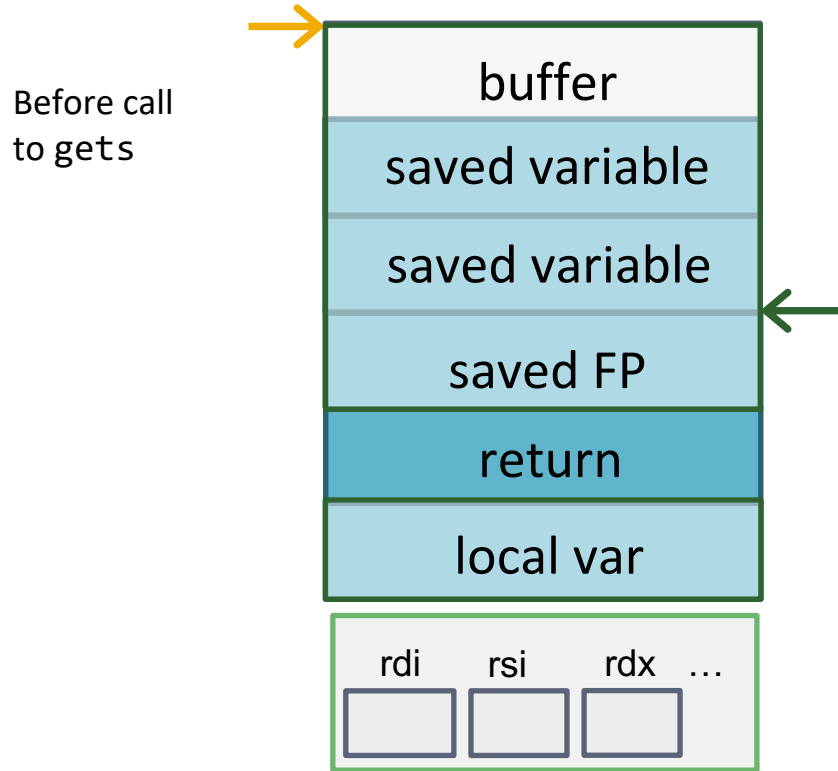 buffer
Before call
to gets
saved variable
saved variable
saved FP
return
local var
rdi rsi rdx ...